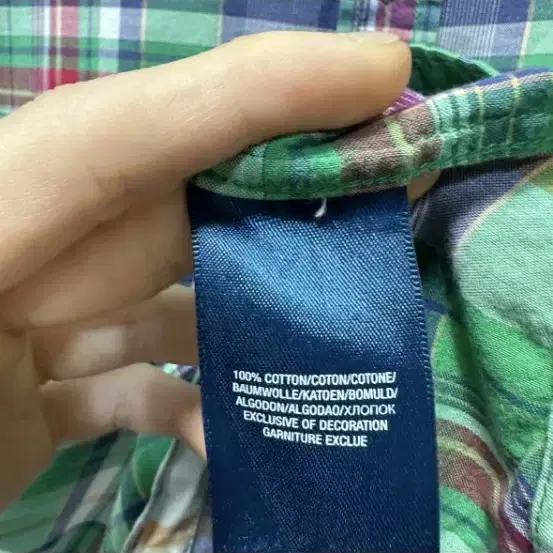 100% COTTON/COTON/COTONE/
BAUMWOLLE/KATOEN/BOMULD/
ALGODON/ALGODAO/ХЛОПОК
EXCLUSIVE OF DECORATION
GARNITURE EXCLUE